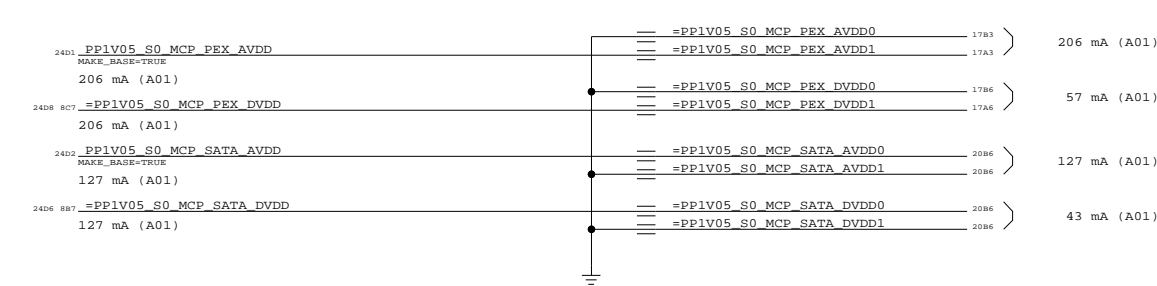 =PP1V05_S0_MCP_PEX_AVDD0 17B3
24D1 PP1V05_S0_MCP_PEX_AVDD =PP1V05_S0_MCP_PEX_AVDD1 17A3 206 mA (A01)
MAKE_BASE=TRUE
206 mA (A01)
=PP1V05_S0_MCP_PEX_DVDD0 17B6
24D8 8C7 =PP1V05_S0_MCP_PEX_DVDD =PP1V05_S0_MCP_PEX_DVDD1 17A6 57 mA (A01)
206 mA (A01)
24D2 PP1V05_S0_MCP_SATA_AVDD =PP1V05_S0_MCP_SATA_AVDD0 20B6
MAKE_BASE=TRUE
=PP1V05_S0_MCP_SATA_AVDD1 20B6 127 mA (A01)
127 mA (A01)
24D6 8B7 =PP1V05_S0_MCP_SATA_DVDD =PP1V05_S0_MCP_SATA_DVDD0 20B6
127 mA (A01) =PP1V05_S0_MCP_SATA_DVDD1 20B6 43 mA (A01)